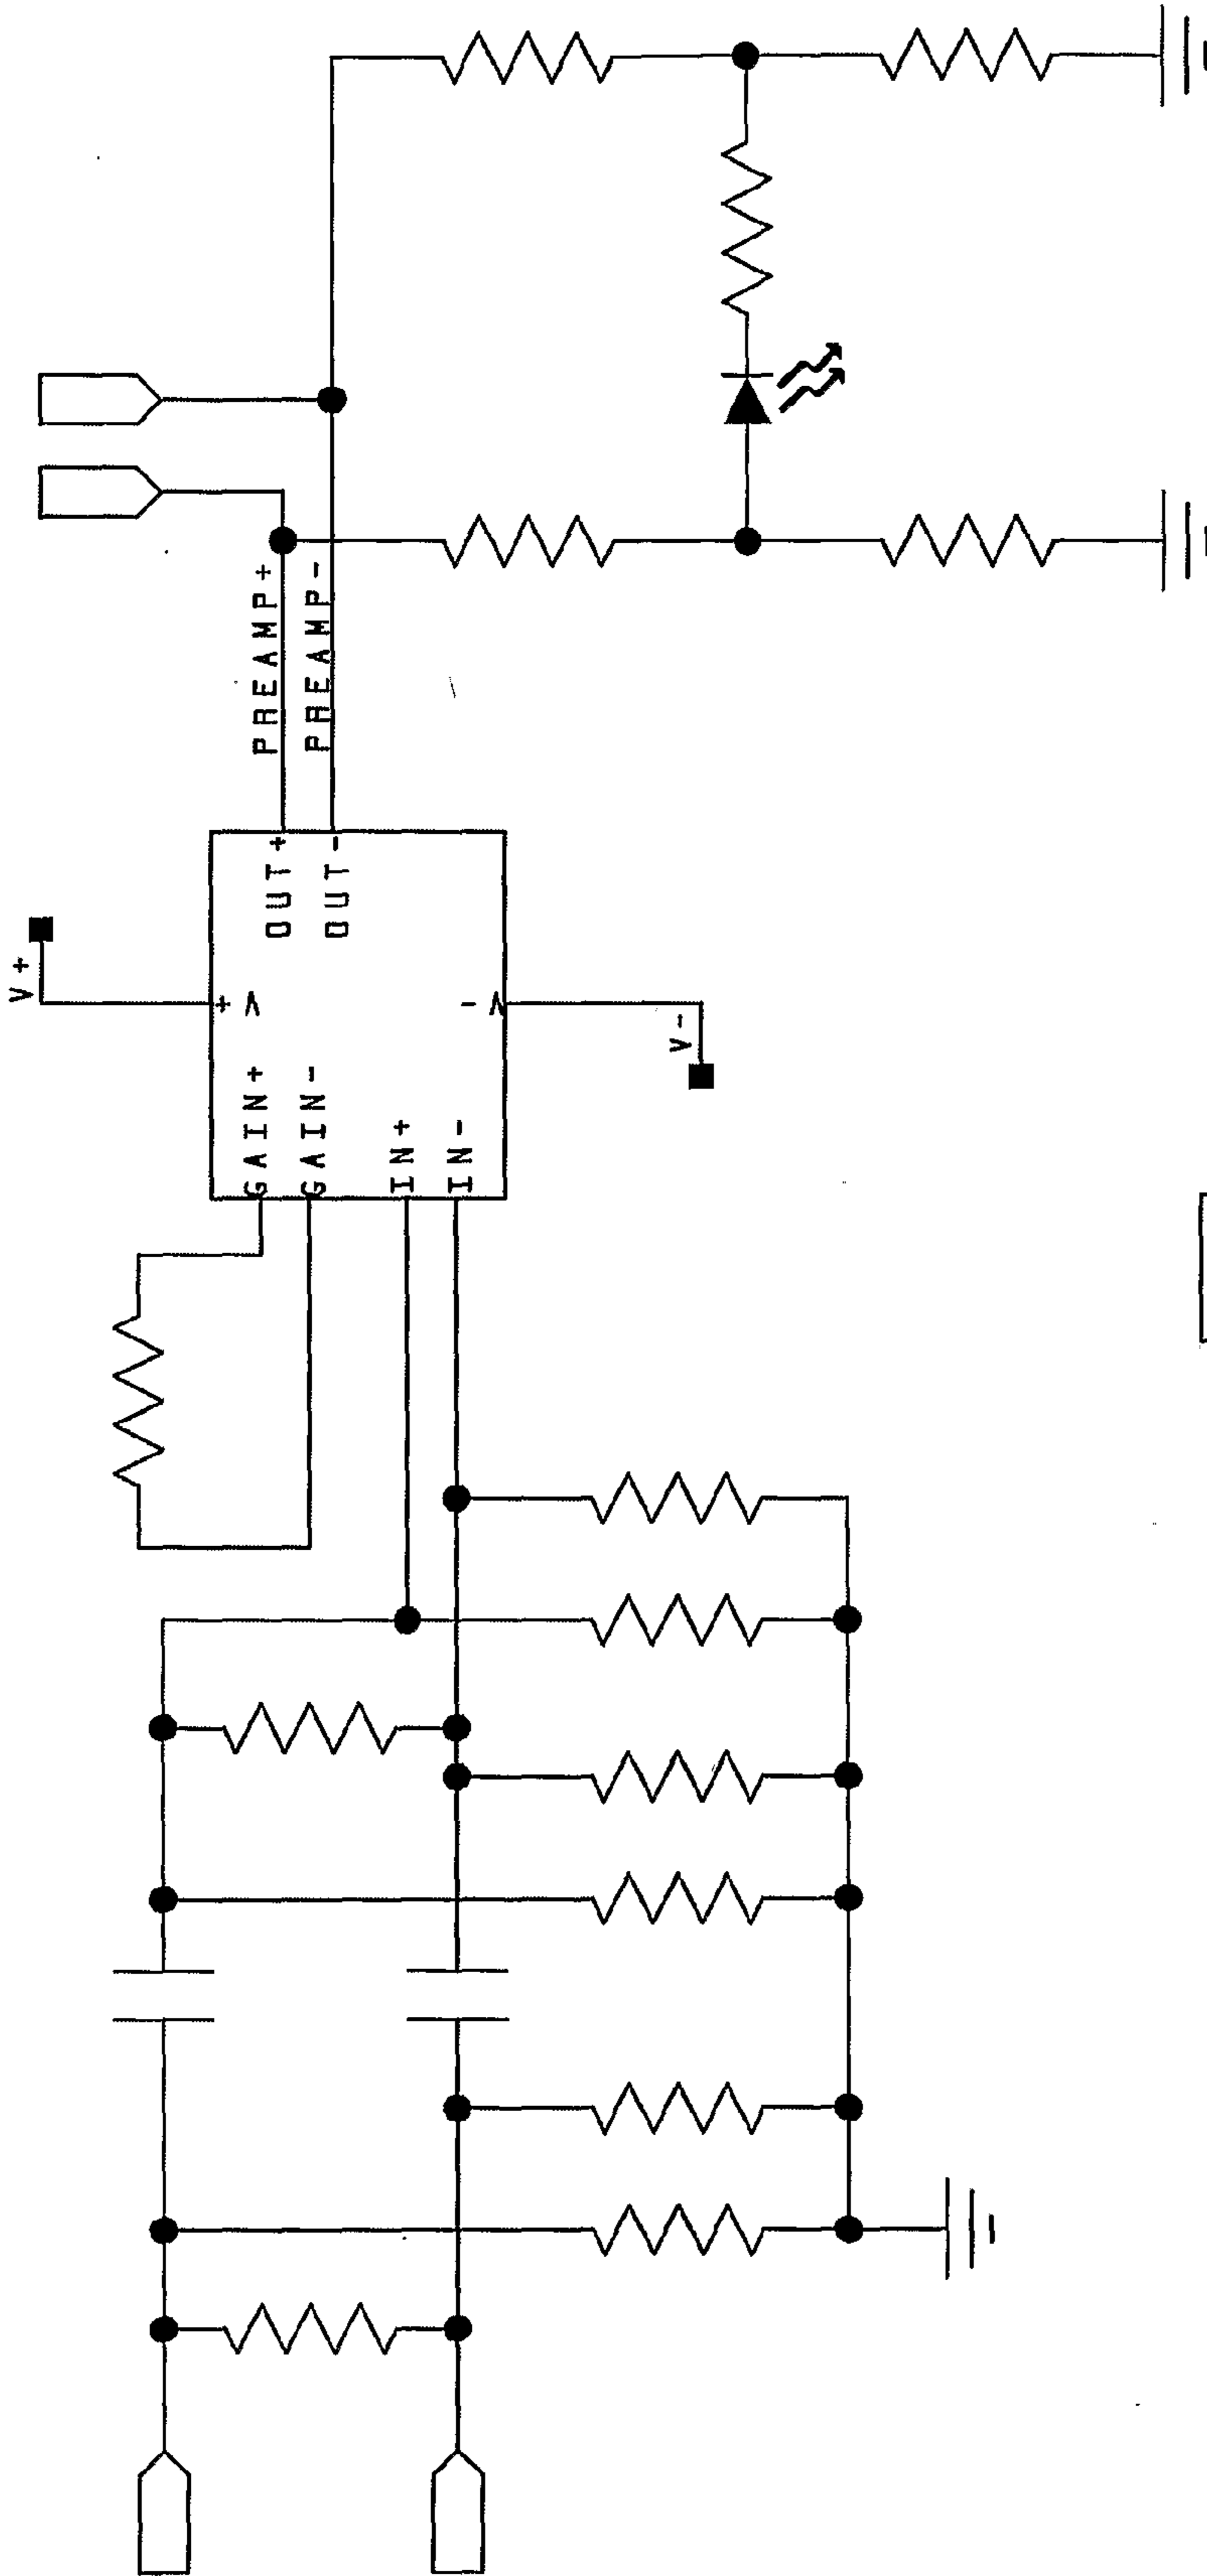 PREAMP+
PREAMP-
OUT+
OUT-
V+
+V
-V
V-
GAIN+
GAIN-
IN+
IN-